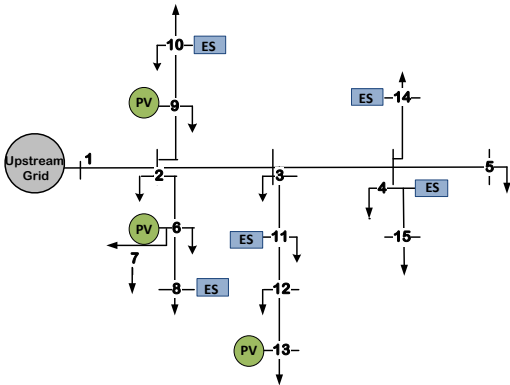 10 ES
PV 9
ES 14
Upstream
Grid
1
2
3
5
4 ES
PV 6
7
ES 11
15
8 ES
12
PV 13